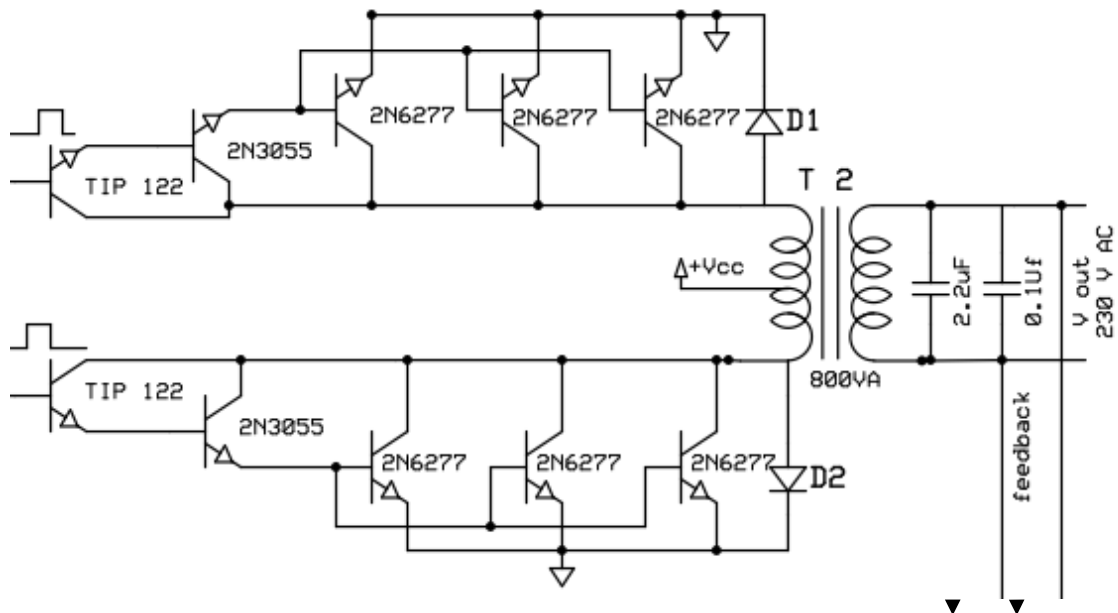 2N6277
2N6277
2N6277
D1
2N3055
TIP 122
T 2
+Vcc
2.2uF
0.1Uf
V out
230 V AC
800VA
TIP 122
2N3055
2N6277
2N6277
2N6277
D2
feedback